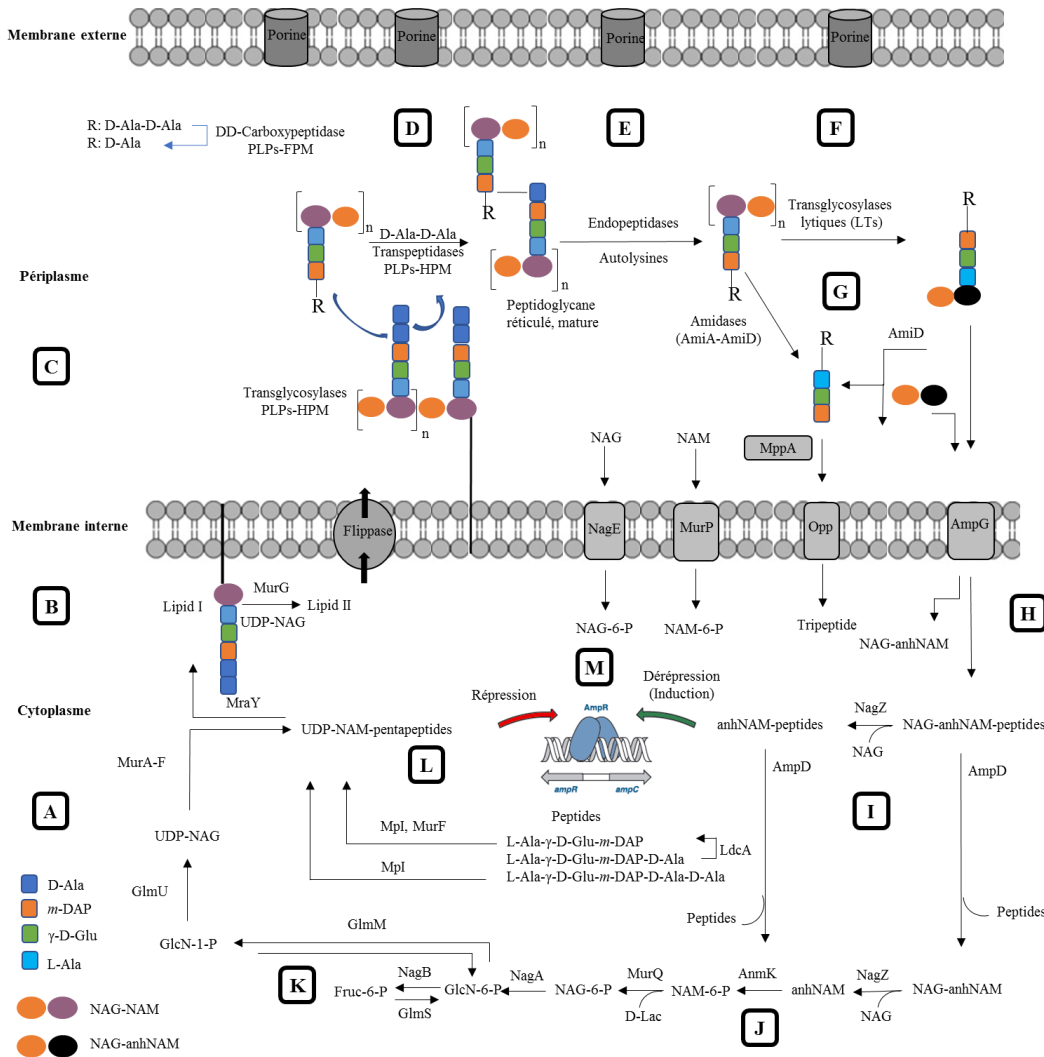 Membrane externe
Porine
Porine
Porine
Porine
D
E
F
R: D-Ala-D-Ala
R: D-Ala
DD-Carboxypeptidase
PLPs-FPM
n
R
n
R
D-Ala-D-Ala
Transpeptidases
PLPs-HPM
n
Peptidoglycane
réticulé, mature
Endopeptidases
Autolysines
n
R
Transglycosylases
lytiques (LTs)
R
Périplasme
G
Amidases
(AmiA-AmiD)
R
AmiD
C
Transglycosylases
PLPs-HPM
n
NAG
NAM
MppA
Membrane interne
Flippase
NagE
MurP
Opp
AmpG
B
Lipid I
MurG
UDP-NAG
Lipid II
NAG-6-P
NAM-6-P
Tripeptide
NAG-anhNAM
H
M
Cytoplasme
MraY
Répression
AmpR
Dérépression
(Induction)
UDP-NAM-pentapeptides
anhNAM-peptides
NagZ
NAG
NAG-anhNAM-peptides
L
ampR
ampC
MurA-F
AmpD
AmpD
A
I
Peptides
MpI, MurF
L-Ala-γ-D-Glu-m-DAP
L-Ala-γ-D-Glu-m-DAP-D-Ala
LdcA
MpI
L-Ala-γ-D-Glu-m-DAP-D-Ala-D-Ala
UDP-NAG
GlmU
D-Ala
m-DAP
γ-D-Glu
L-Ala
Peptides
Peptides
GlcN-1-P
GlmM
K
Fruc-6-P
NagB
GlmS
GlcN-6-P
NagA
NAG-6-P
MurQ
D-Lac
NAM-6-P
AnmK
anhNAM
NagZ
NAG
NAG-anhNAM
J
NAG-NAM
NAG-anhNAM